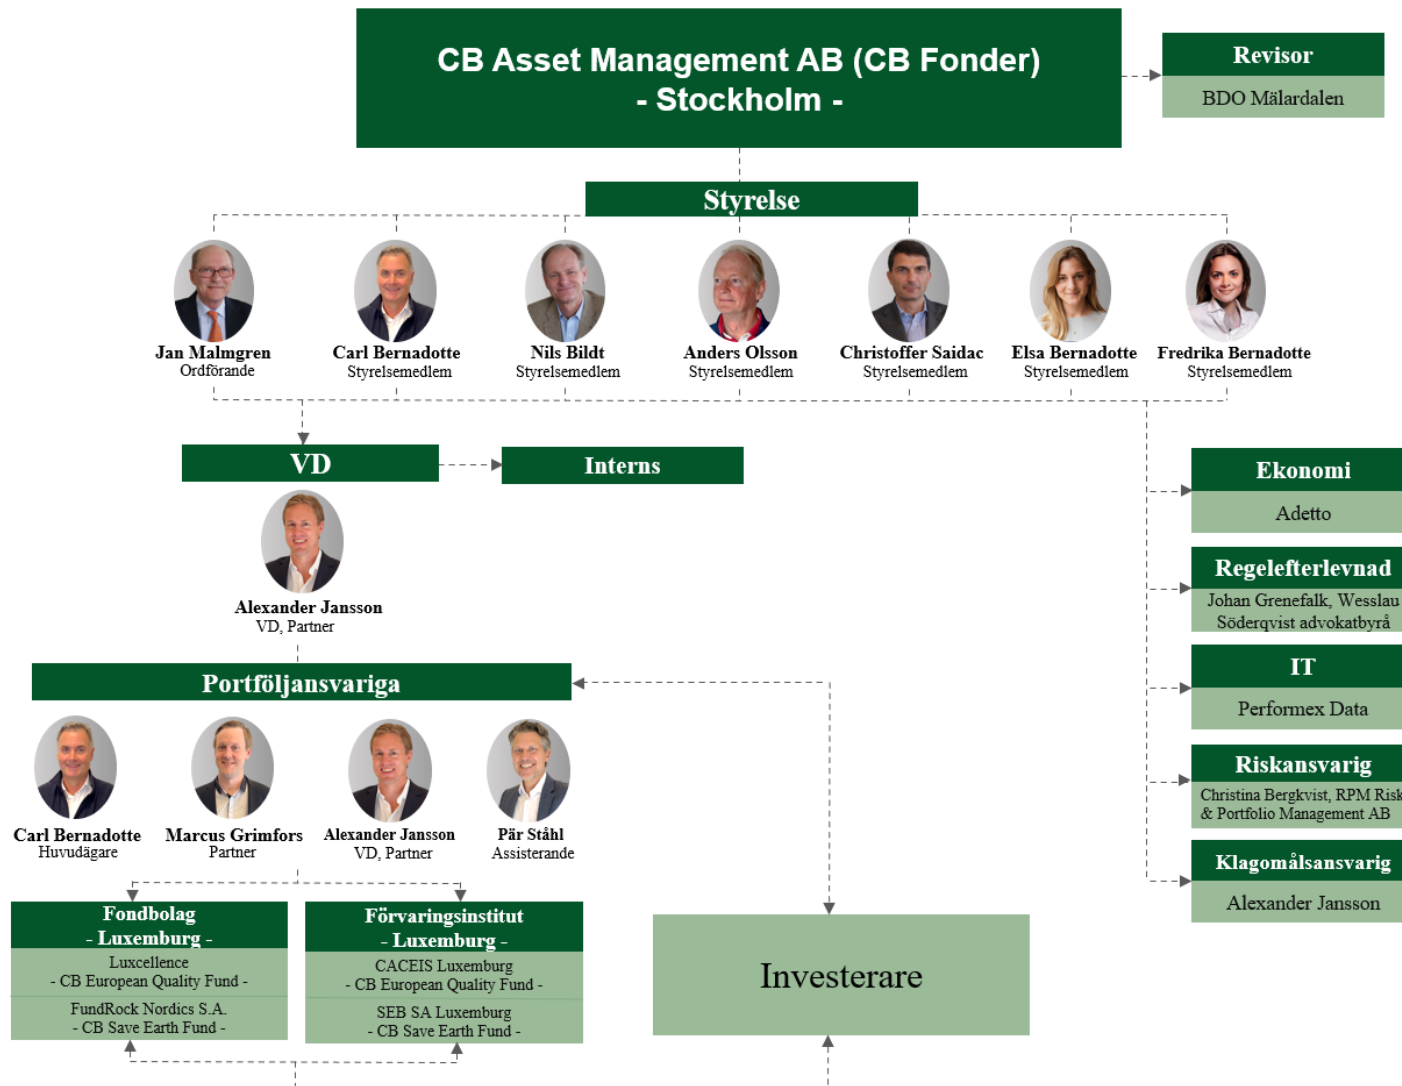 CB Asset Management AB (CB Fonder)
- Stockholm -
Revisor
BDO Mälardalen
Styrelse
Jan Malmgren
Ordförande
Carl Bernadotte
Styrelsemedlem
Nils Bildt
Styrelsemedlem
Anders Olsson
Styrelsemedlem
Christoffer Saidac
Styrelsemedlem
Elsa Bernadotte
Styrelsemedlem
Fredrika Bernadotte
Styrelsemedlem
VD
Interns
Alexander Jansson
VD, Partner
Ekonomi
Adetto
Regelefterlevnad
Johan Grenefalk, Wesslau
Söderqvist advokatbyrå
IT
Performex Data
Riskansvarig
Christina Bergkvist, RPM Risk
& Portfolio Management AB
Klagomålsansvarig
Alexander Jansson
Portföljansvariga
Carl Bernadotte
Huvudägare
Marcus Grimfors
Partner
Alexander Jansson
VD, Partner
Pär Ståhl
Assisterande
Fondbolag
- Luxemburg -
Luxcellence
- CB European Quality Fund -
FundRock Nordics S.A.
- CB Save Earth Fund -
Förvaringsinstitut
- Luxemburg -
CACEIS Luxemburg
- CB European Quality Fund -
SEB SA Luxemburg
- CB Save Earth Fund -
Investerare